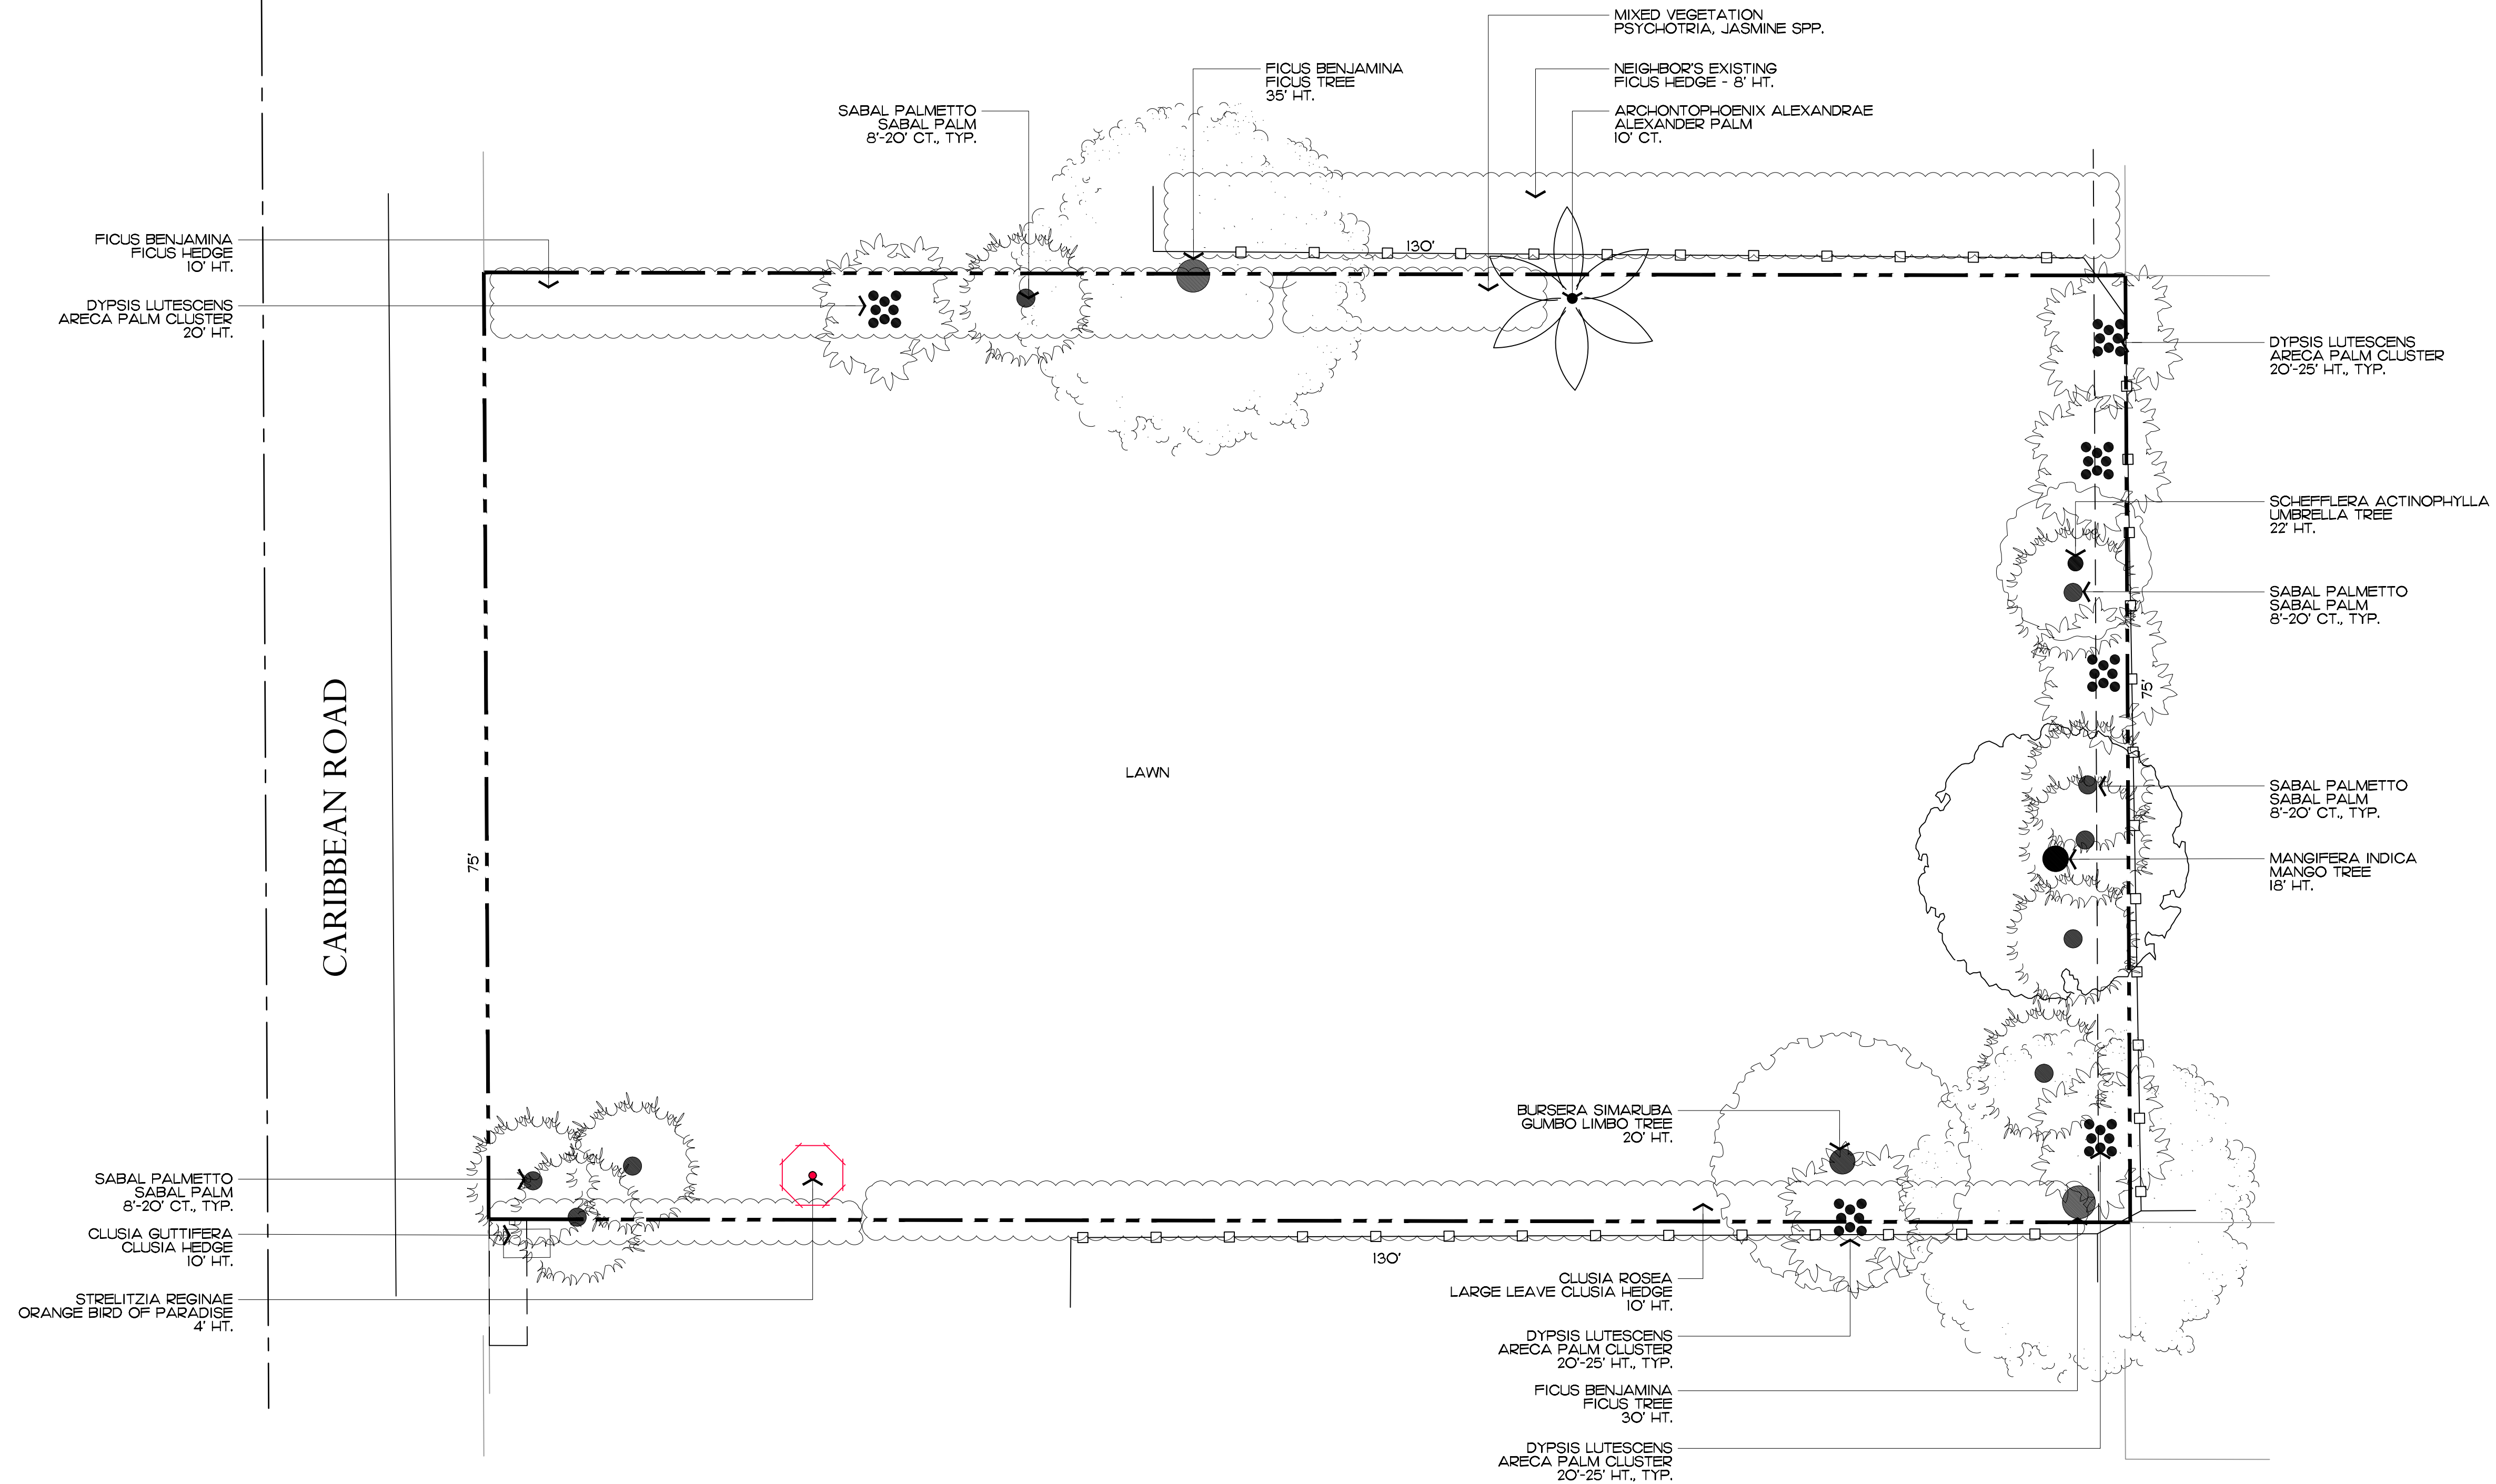 MIXED VEGETATION
PSYCHOTRIA, JASMINE SPP.
FICUS BENJAMINA
FICUS TREE
35' HT.
NEIGHBOR'S EXISTING
FICUS HEDGE - 8' HT.
SABAL PALMETTO
SABAL PALM
8'-20' CT., TYP.
ARCHONTOPHOENIX ALEXANDRAE
ALEXANDER PALM
10' CT.
FICUS BENJAMINA
FICUS HEDGE
10' HT.
130'
DYPSIS LUTESCENS
ARECA PALM CLUSTER
20' HT.
DYPSIS LUTESCENS
ARECA PALM CLUSTER
20'-25' HT., TYP.
SCHEFFLERA ACTINOPHYLLA
UMBRELLA TREE
22' HT.
SABAL PALMETTO
SABAL PALM
8'-20' CT., TYP.
75'
CARIBBEAN ROAD
LAWN
SABAL PALMETTO
SABAL PALM
8'-20' CT., TYP.
75'
MANGIFERA INDICA
MANGO TREE
18' HT.
BURSERA SIMARUBA
GUMBO LIMBO TREE
20' HT.
SABAL PALMETTO
SABAL PALM
8'-20' CT., TYP.
CLUSIA GUTTIFERA
CLUSIA HEDGE
10' HT.
130'
STRELITZIA REGINAE
ORANGE BIRD OF PARADISE
4' HT.
CLUSIA ROSEA
LARGE LEAVE CLUSIA HEDGE
10' HT.
DYPSIS LUTESCENS
ARECA PALM CLUSTER
20'-25' HT., TYP.
FICUS BENJAMINA
FICUS TREE
30' HT.
DYPSIS LUTESCENS
ARECA PALM CLUSTER
20'-25' HT., TYP.